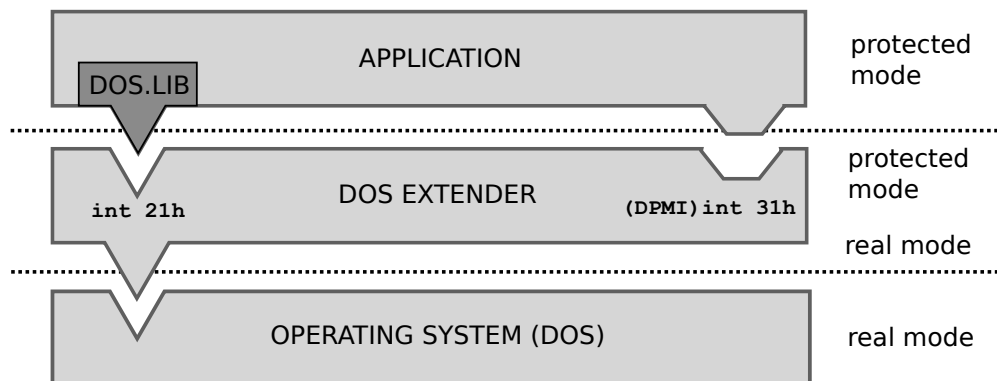 APPLICATION
protected
mode
DOS.LIB
protected
mode
DOS EXTENDER
int 21h
(DPMI)int 31h
real mode
OPERATING SYSTEM (DOS)
real mode